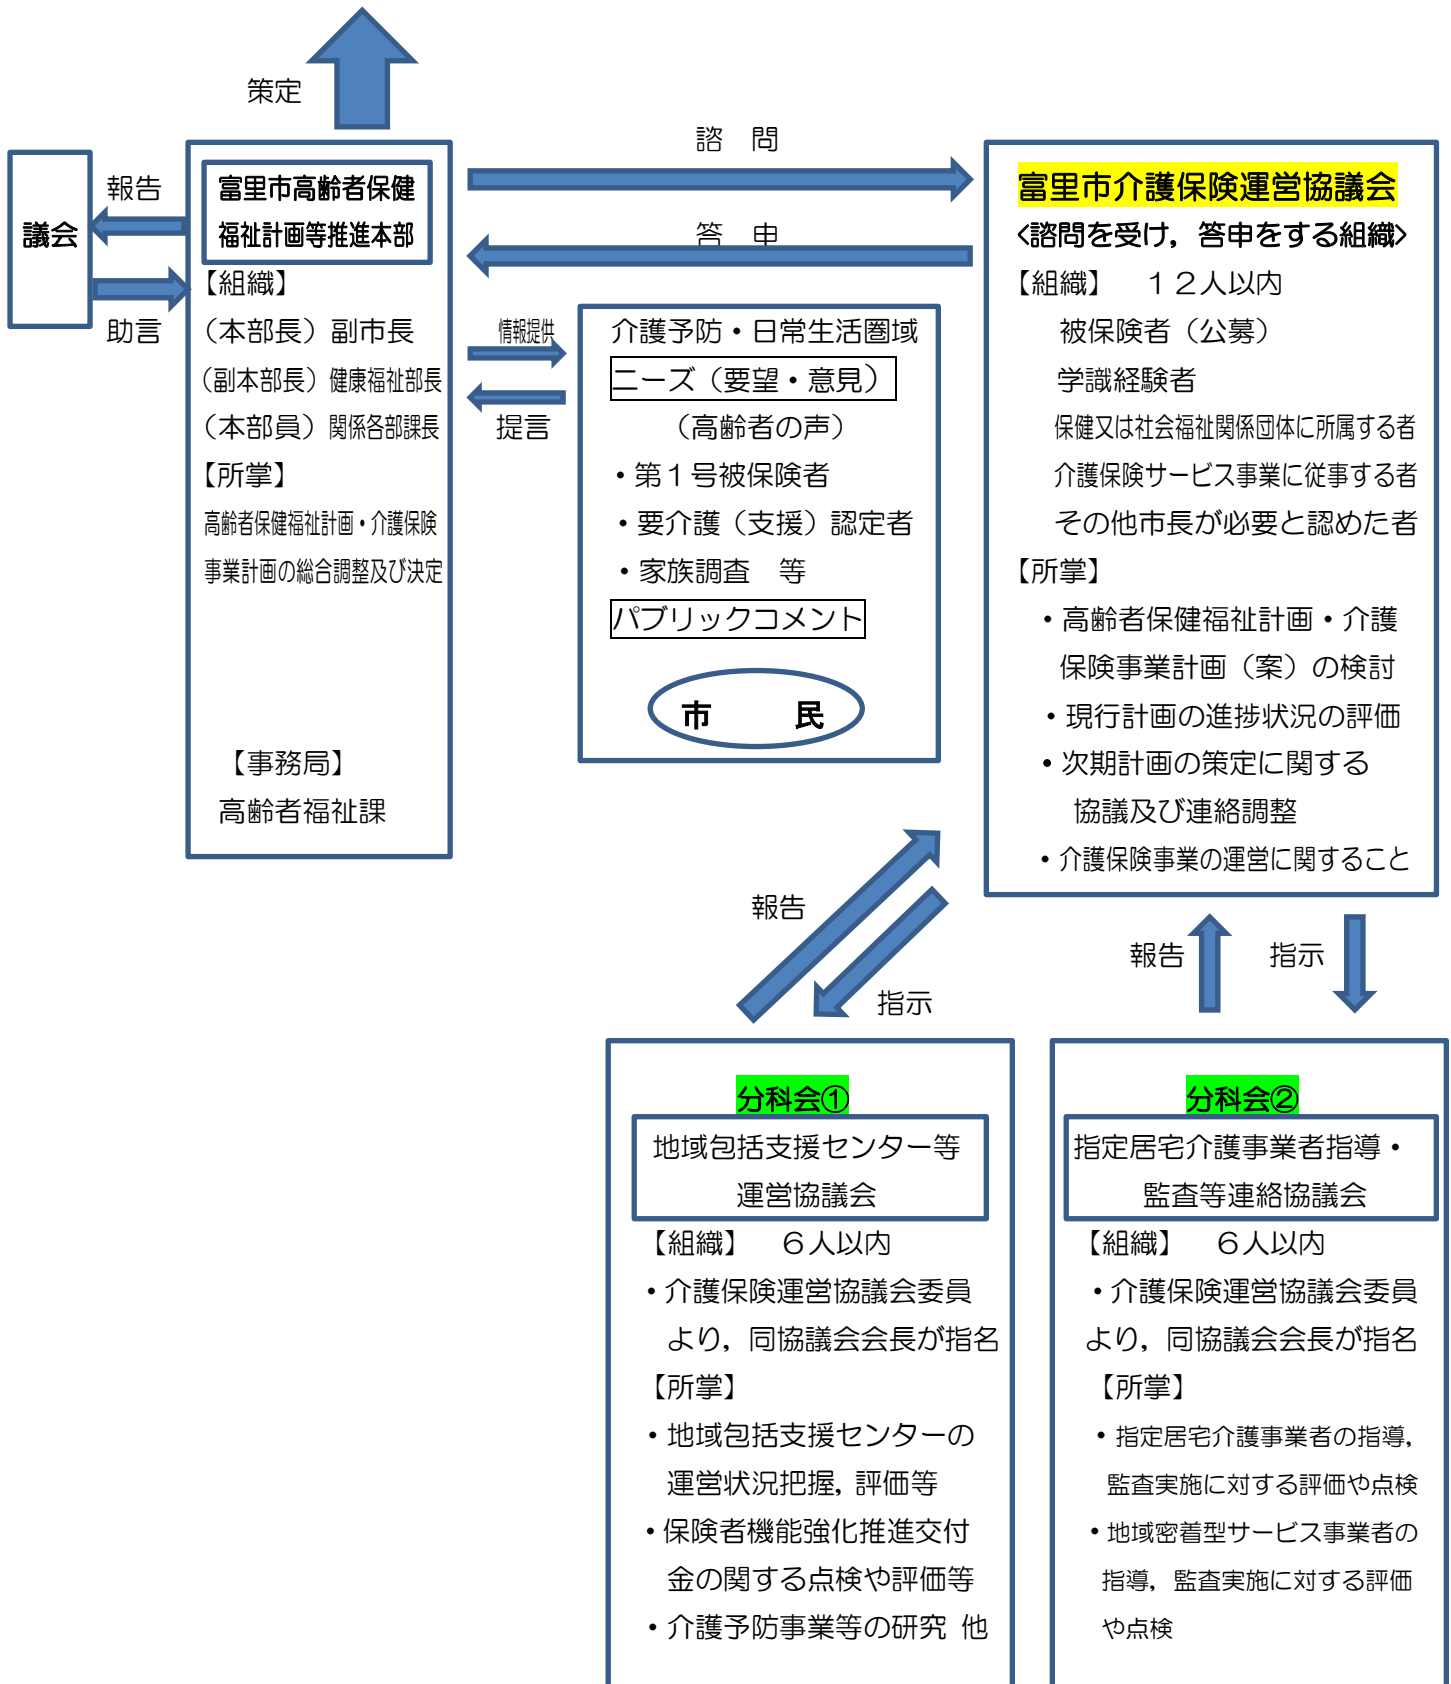 策定
議会
報告
助言
富里市高齢者保健
福祉計画等推進本部
【組織】
（本部長）副市長
（副本部長）健康福祉部長
（本部員）関係各部課長
【所掌】
高齢者保健福祉計画・介護保険
事業計画の総合調整及び決定
【事務局】
高齢者福祉課
諮　問
答　申
情報提供
提言
介護予防・日常生活圏域
ニーズ（要望・意見）
（高齢者の声）
・第１号被保険者
・要介護（支援）認定者
・家族調査　等
パブリックコメント
市　　民
富里市介護保険運営協議会
<諮問を受け，答申をする組織>
【組織】　１２人以内
被保険者（公募）
学識経験者
保健又は社会福祉関係団体に所属する者
介護保険サービス事業に従事する者
その他市長が必要と認めた者
【所掌】
・高齢者保健福祉計画・介護
保険事業計画（案）の検討
・現行計画の進捗状況の評価
・次期計画の策定に関する
協議及び連絡調整
・介護保険事業の運営に関すること
報告
指示
報告
指示
分科会①
地域包括支援センター等
運営協議会
【組織】　６人以内
・介護保険運営協議会委員
より，同協議会会長が指名
【所掌】
・地域包括支援センターの
運営状況把握，評価等
・保険者機能強化推進交付
金の関する点検や評価等
・介護予防事業等の研究 他
分科会②
指定居宅介護事業者指導・
監査等連絡協議会
【組織】　６人以内
・介護保険運営協議会委員
より，同協議会会長が指名
【所掌】
・指定居宅介護事業者の指導，
監査実施に対する評価や点検
・地域密着型サービス事業者の
指導，監査実施に対する評価
や点検